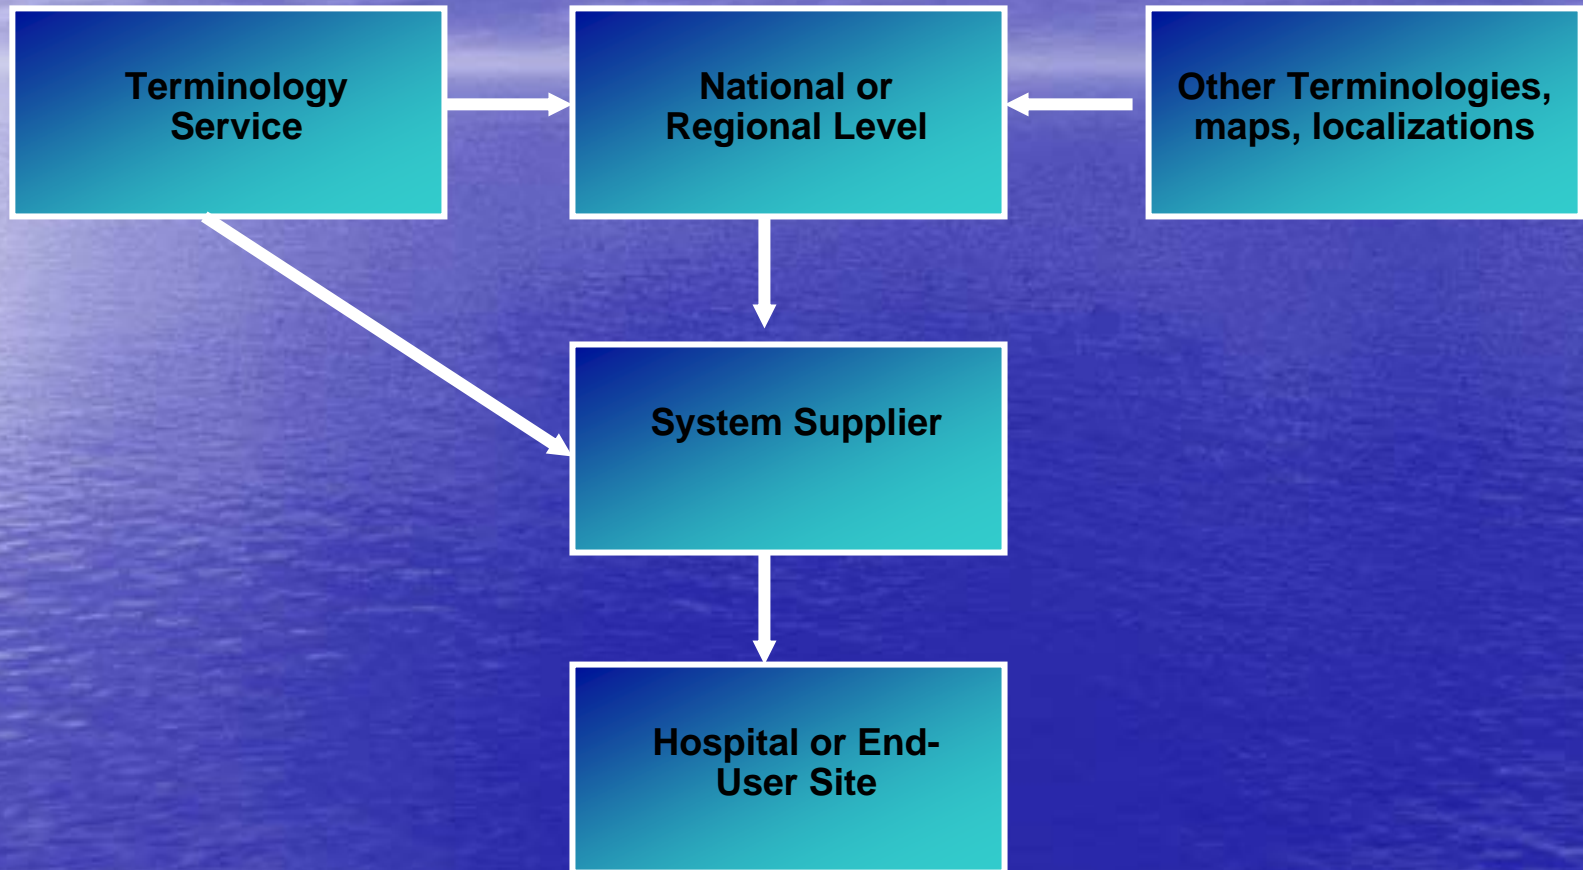 Terminology
Service
National or
Regional Level
Other Terminologies,
maps, localizations
System Supplier
Hospital or End-
User Site